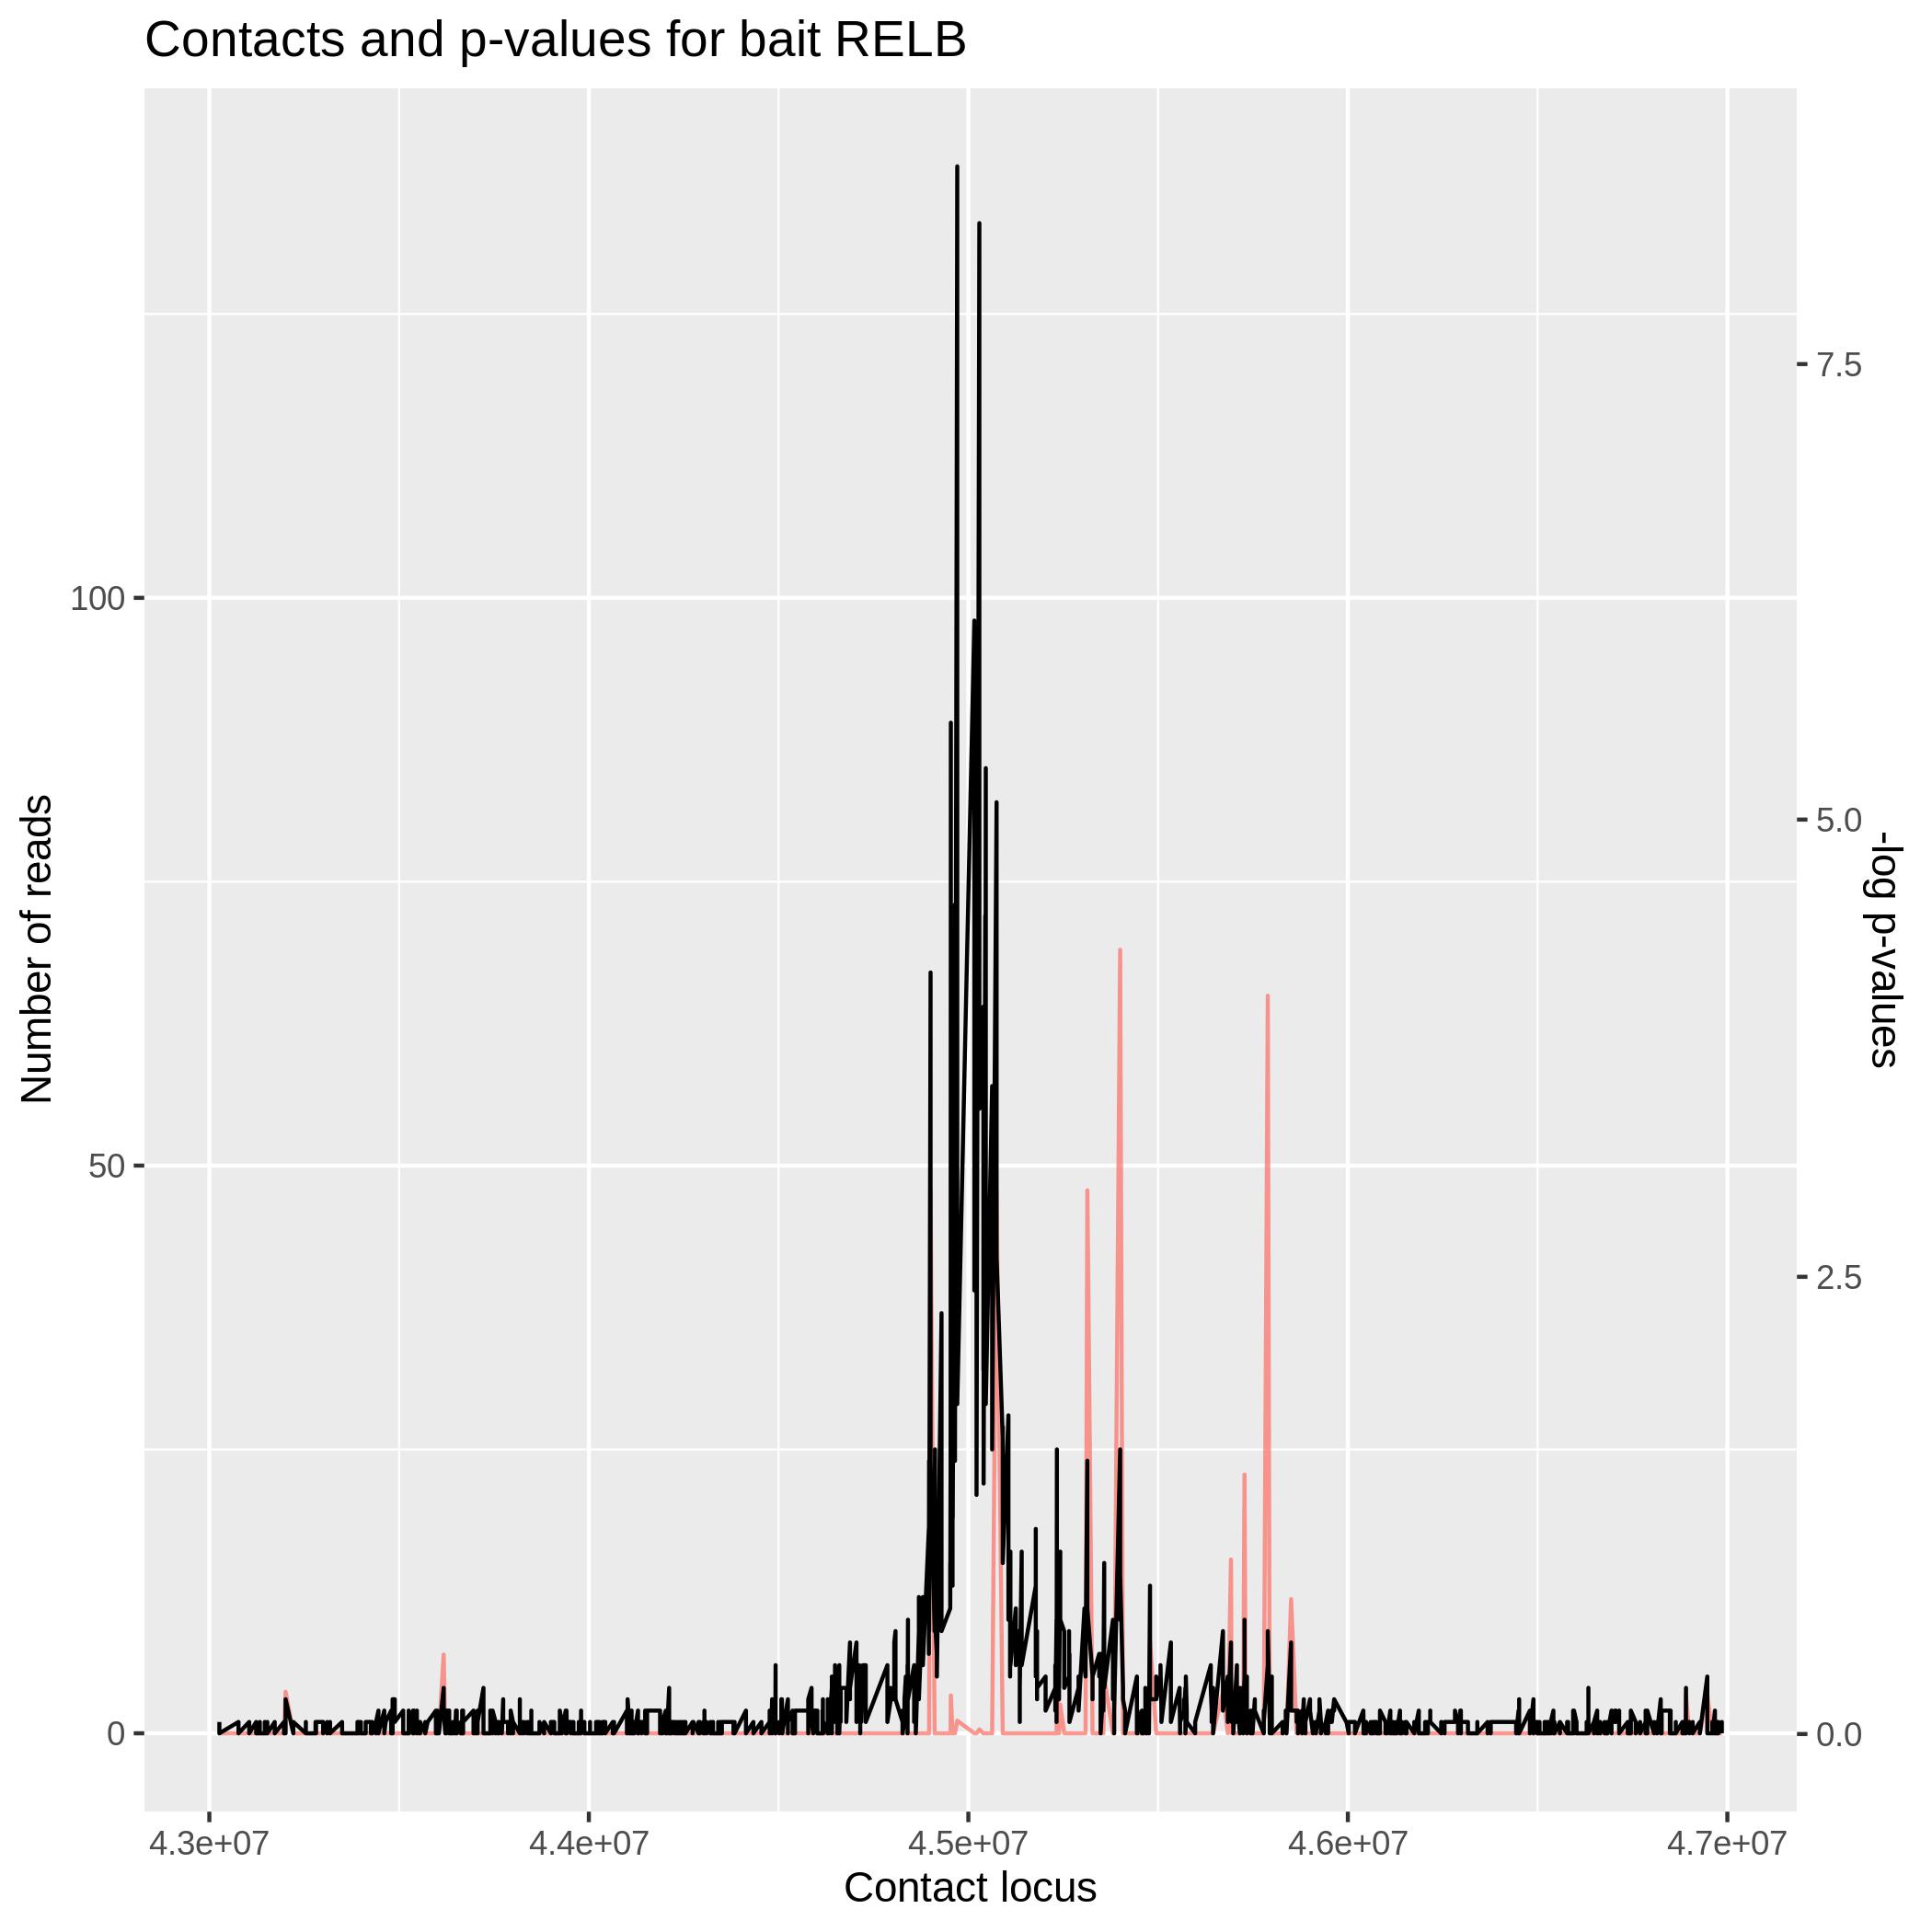 Contacts and p-values for bait RELB
100
50
0
Number of reads
7.5
5.0
2.5
0.0
-log p-values
4.3e+07
4.4e+07
4.5e+07
4.6e+07
4.7e+07
Contact locus